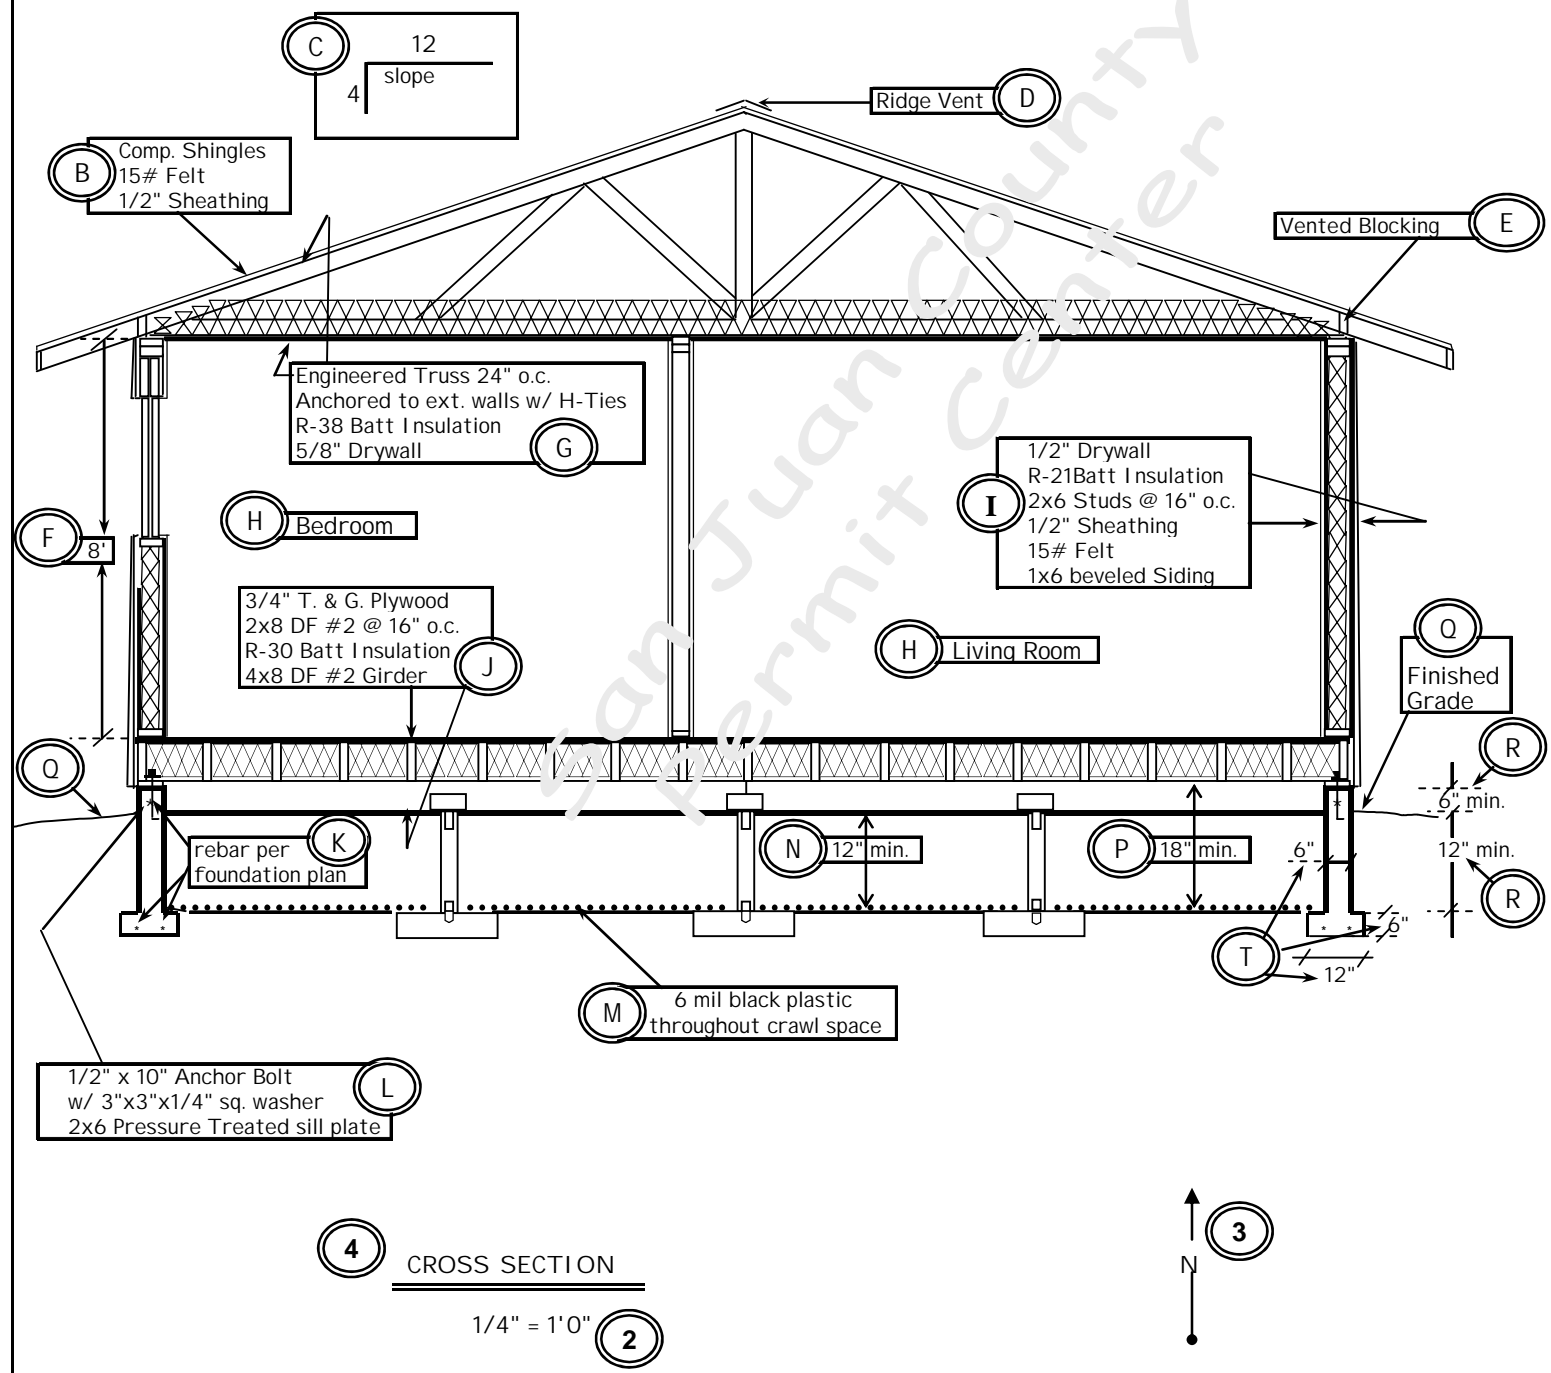 C
12
slope
4
Ridge Vent
D
B
Comp. Shingles
15# Felt
1/2" Sheathing
Vented Blocking
E
Engineered Truss 24" o.c.
Anchored to ext. walls w/ H-Ties
R-38 Batt Insulation
5/8" Drywall
G
I
1/2" Drywall
R-21Batt Insulation
2x6 Studs @ 16" o.c.
1/2" Sheathing
15# Felt
1x6 beveled Siding
H
Bedroom
F
8'
3/4" T. & G. Plywood
2x8 DF #2 @ 16" o.c.
R-30 Batt Insulation
4x8 DF #2 Girder
J
H
Living Room
Q
Finished
Grade
Q
R
6" min.
K
rebar per
foundation plan
N
12" min.
P
18" min.
6"
12" min.
R
T
6"
12"
M
6 mil black plastic
throughout crawl space
1/2" x 10" Anchor Bolt
w/ 3"x3"x1/4" sq. washer
2x6 Pressure Treated sill plate
L
4
CROSS SECTION
1/4" = 1'0"
2
3
N
San Juan County
Permit Center